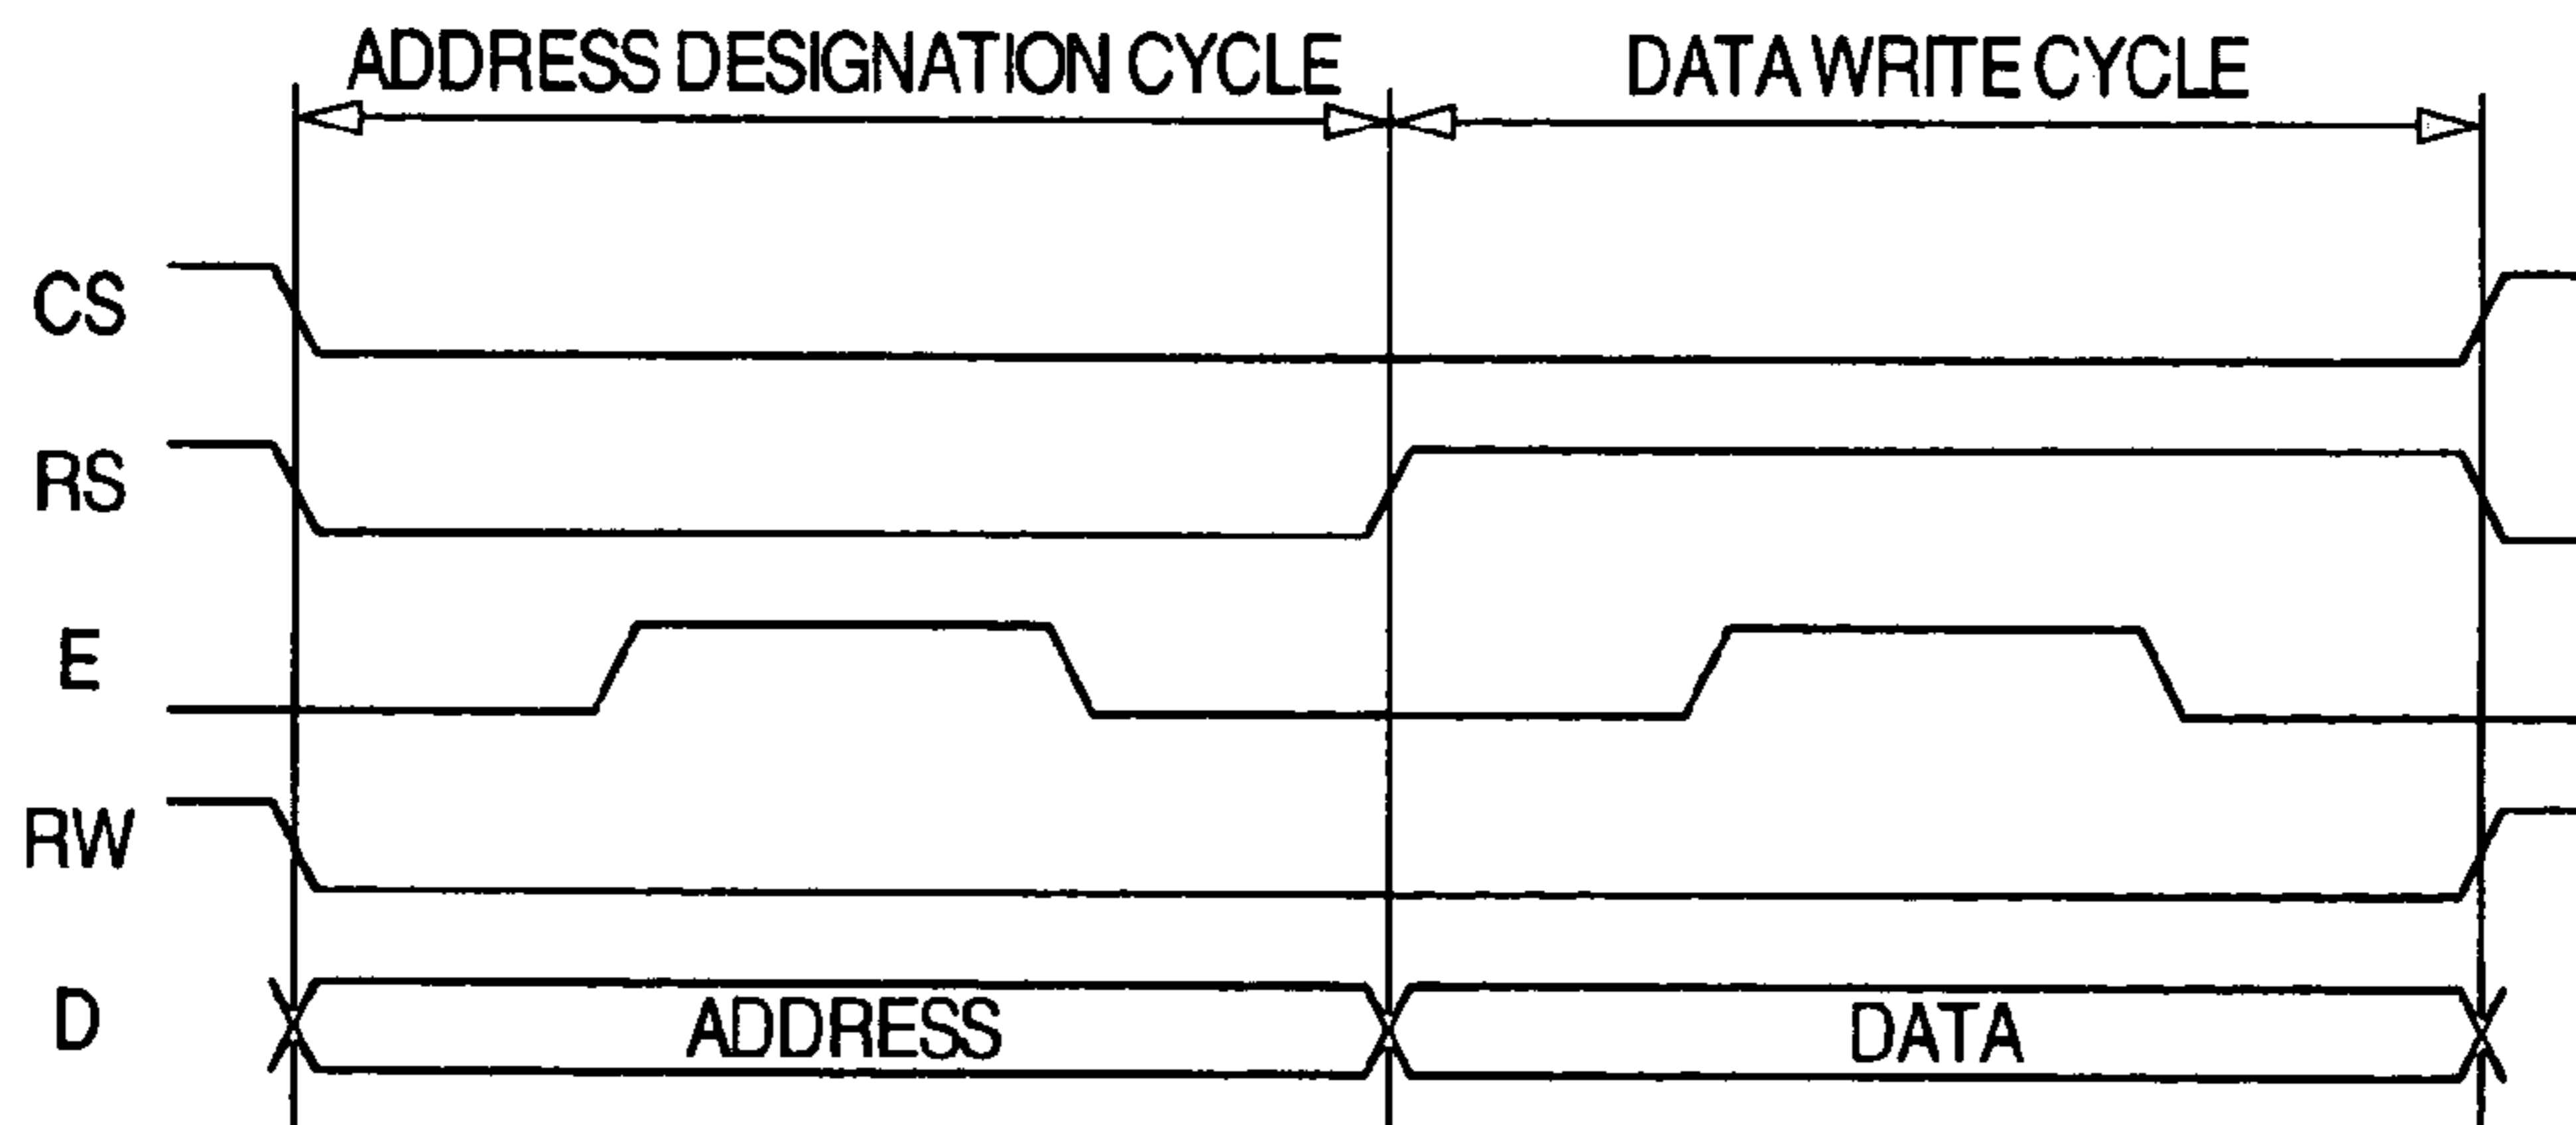 ADDRESS DESIGNATION CYCLE DATA WRITE CYCLE
CS
RS
E
RW
D ADDRESS DATA